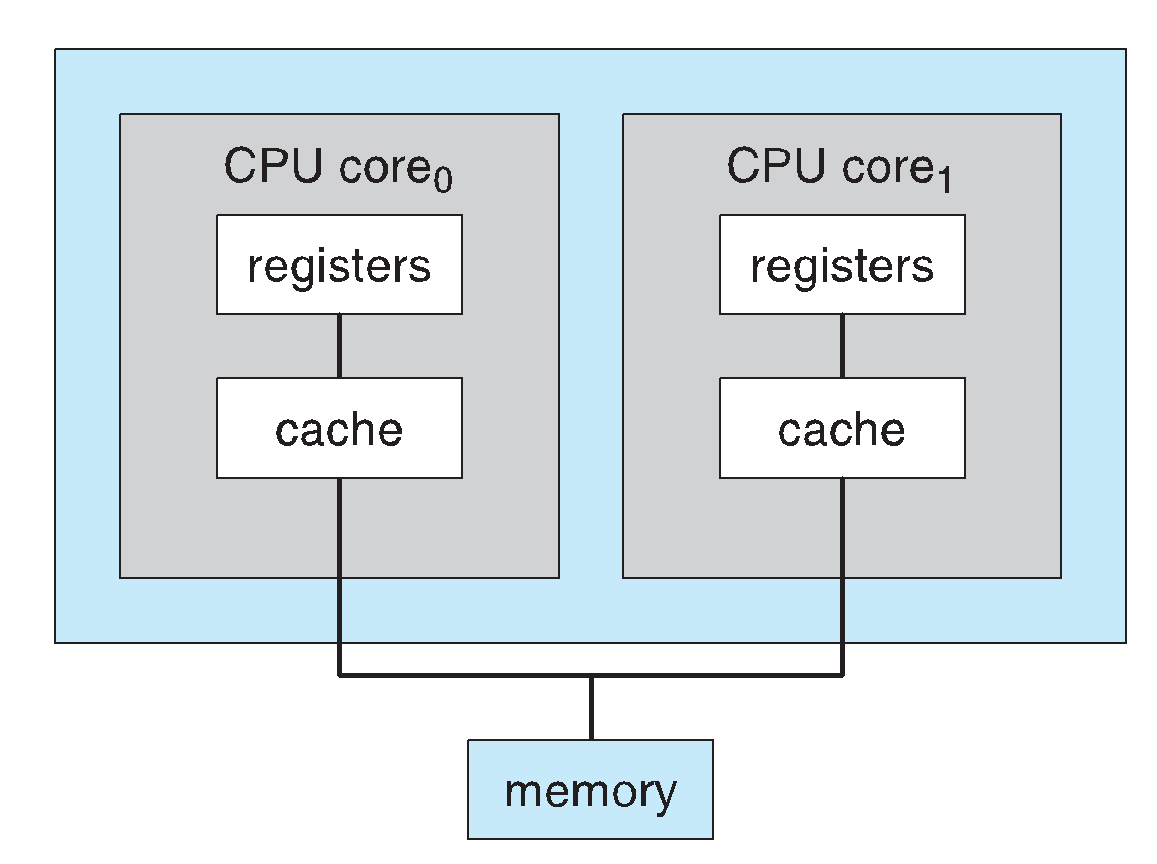 CPU core₀
CPU core₁
registers
registers
cache
cache
memory